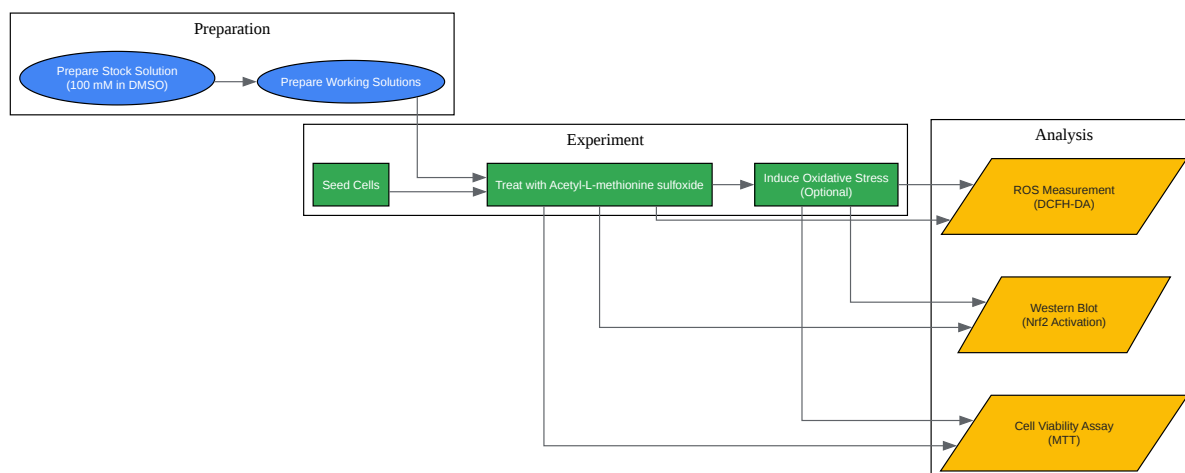 Preparation
Prepare Stock Solution
(100 mM in DMSO)
Prepare Working Solutions
Experiment
Seed Cells
Treat with Acetyl-L-methionine sulfoxide
Induce Oxidative Stress
(Optional)
Analysis
ROS Measurement
(DCFH-DA)
Western Blot
(Nrf2 Activation)
Cell Viability Assay
(MTT)